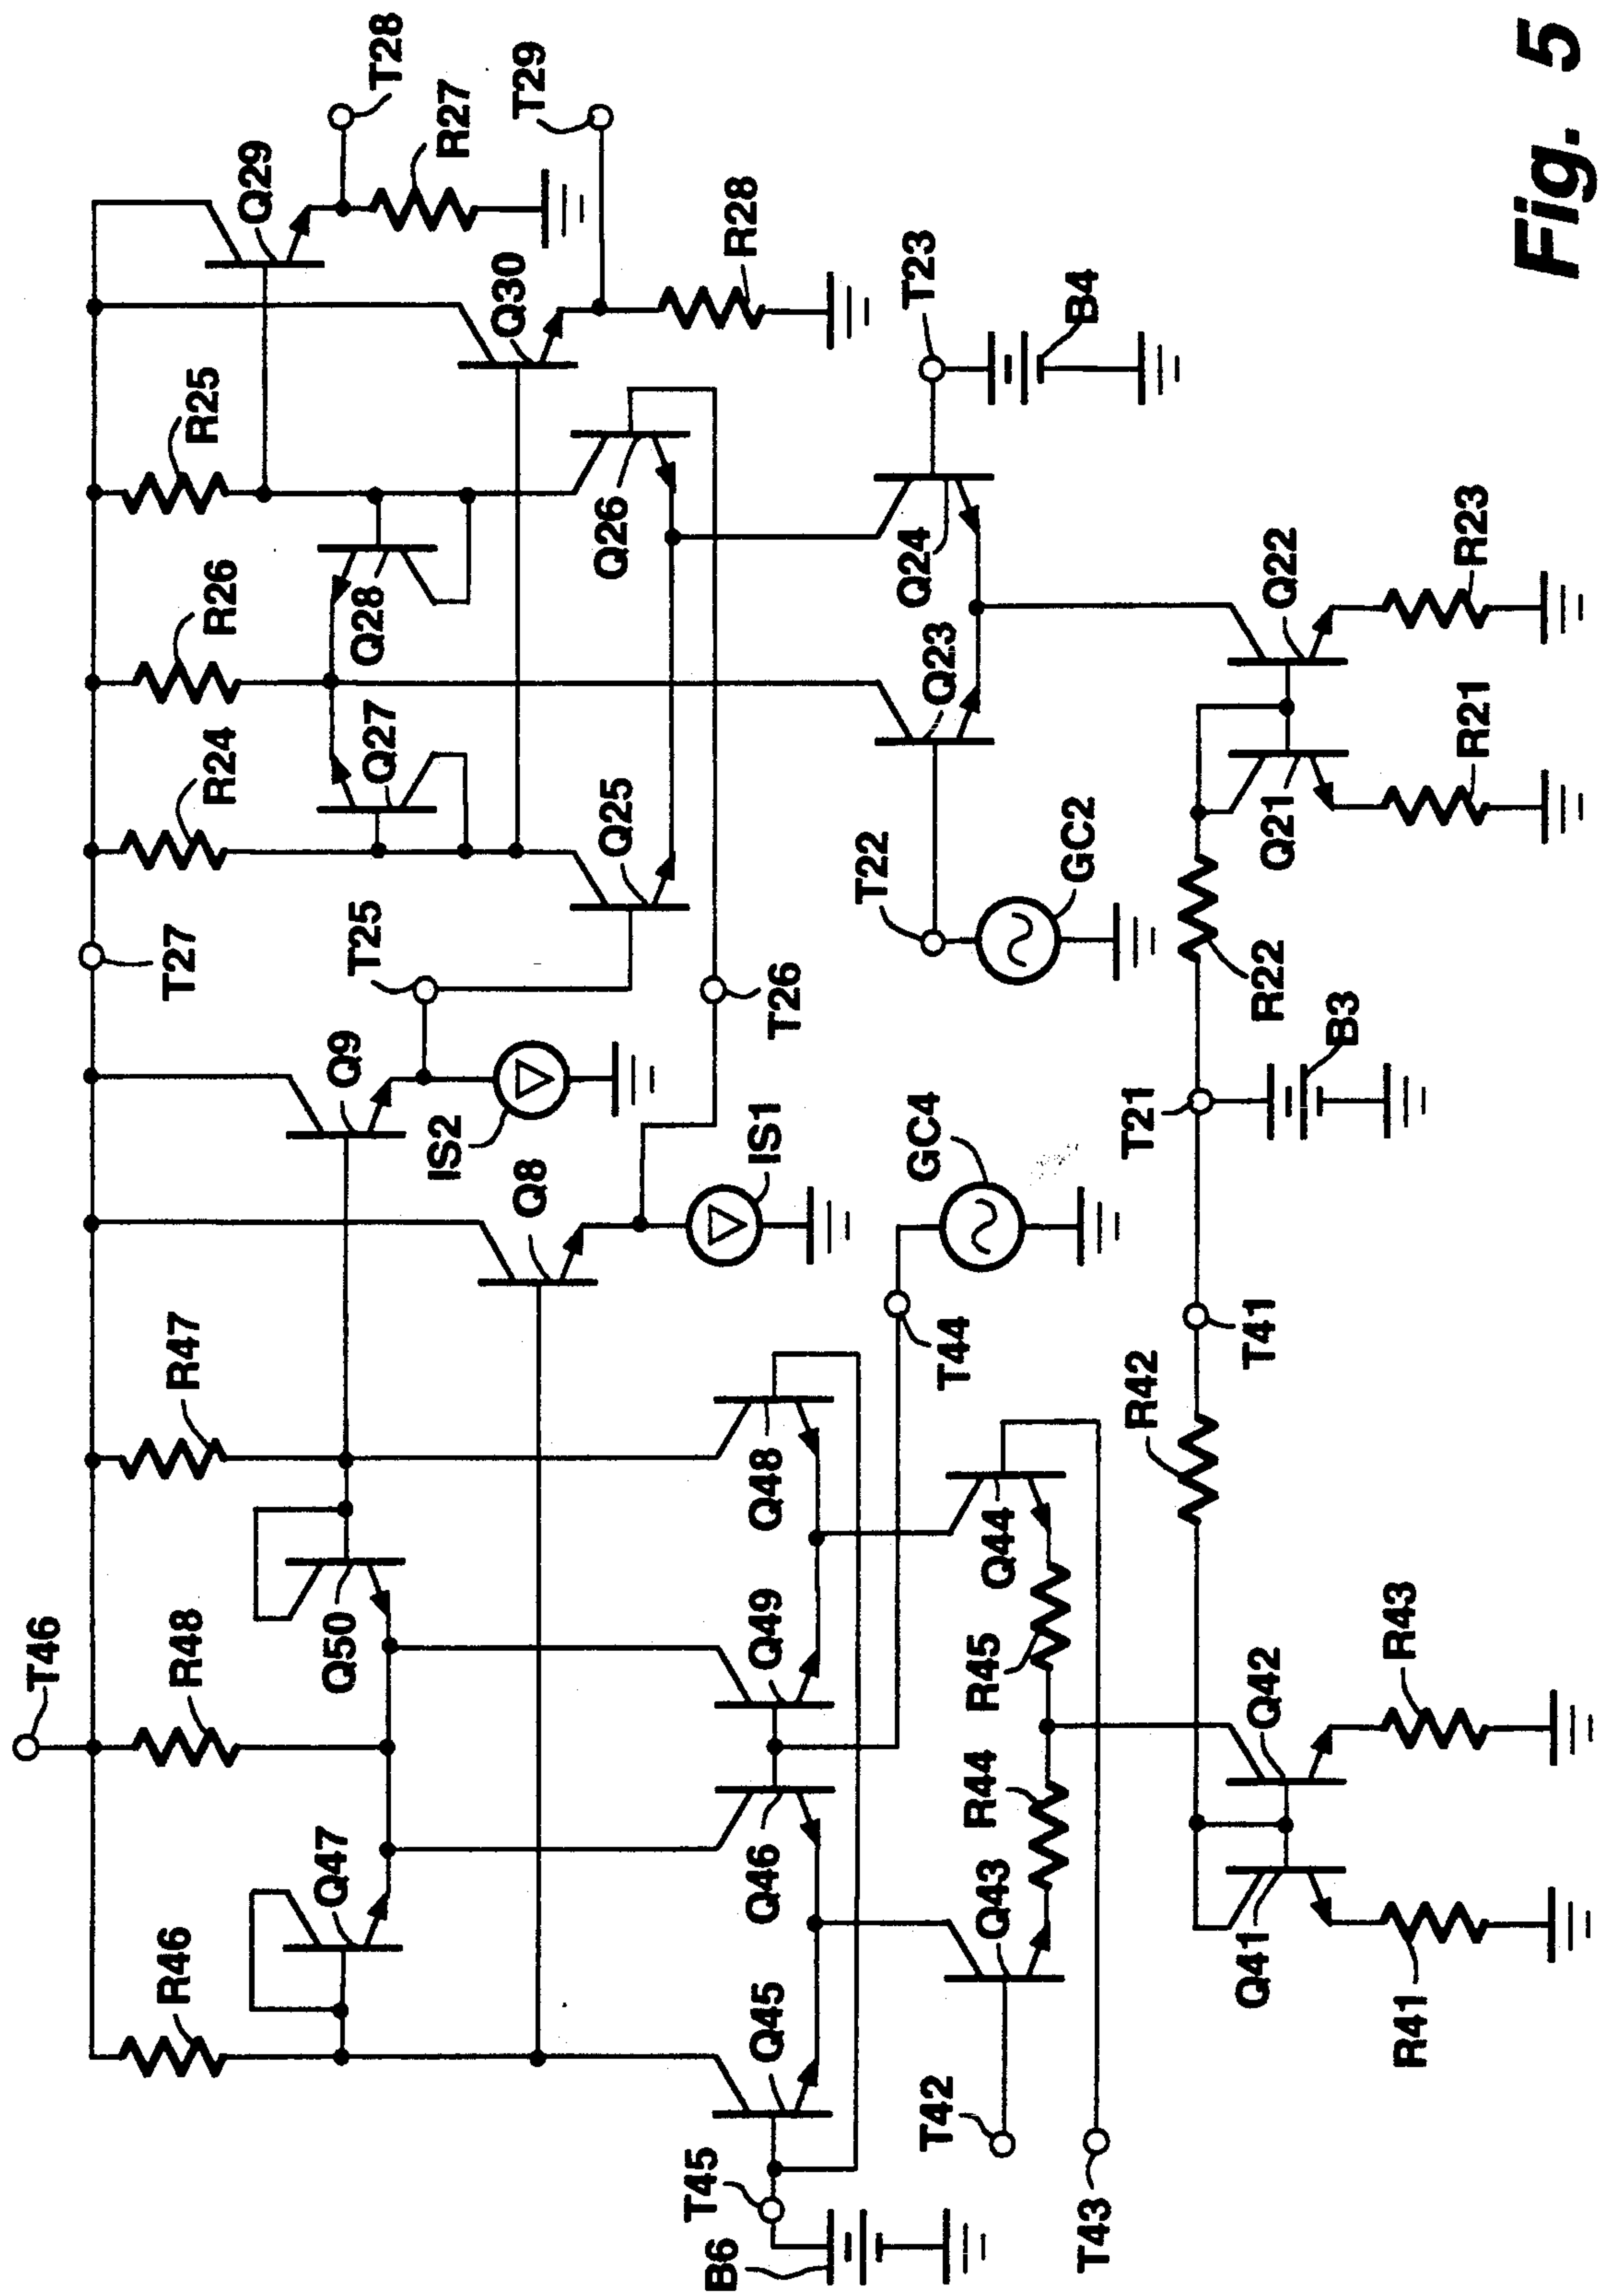 T46
T27
R46
R48
R47
R24
R26
R25
Q29
T28
R27
T29
Q47
Q50
Q9
T25
Q27
Q28
Q30
R28
Q8
IS2
IS1
T26
Q25
Q26
T23
B4
T45
B6
Q45
Q46
Q49
Q48
T44
GC4
T22
GC2
Q23
Q24
T42
T43
Q43
R44
R45
Q44
R42
T41
T21
B3
R22
Q21
Q22
R21
R23
Q41
Q42
R41
R43
Fig. 5